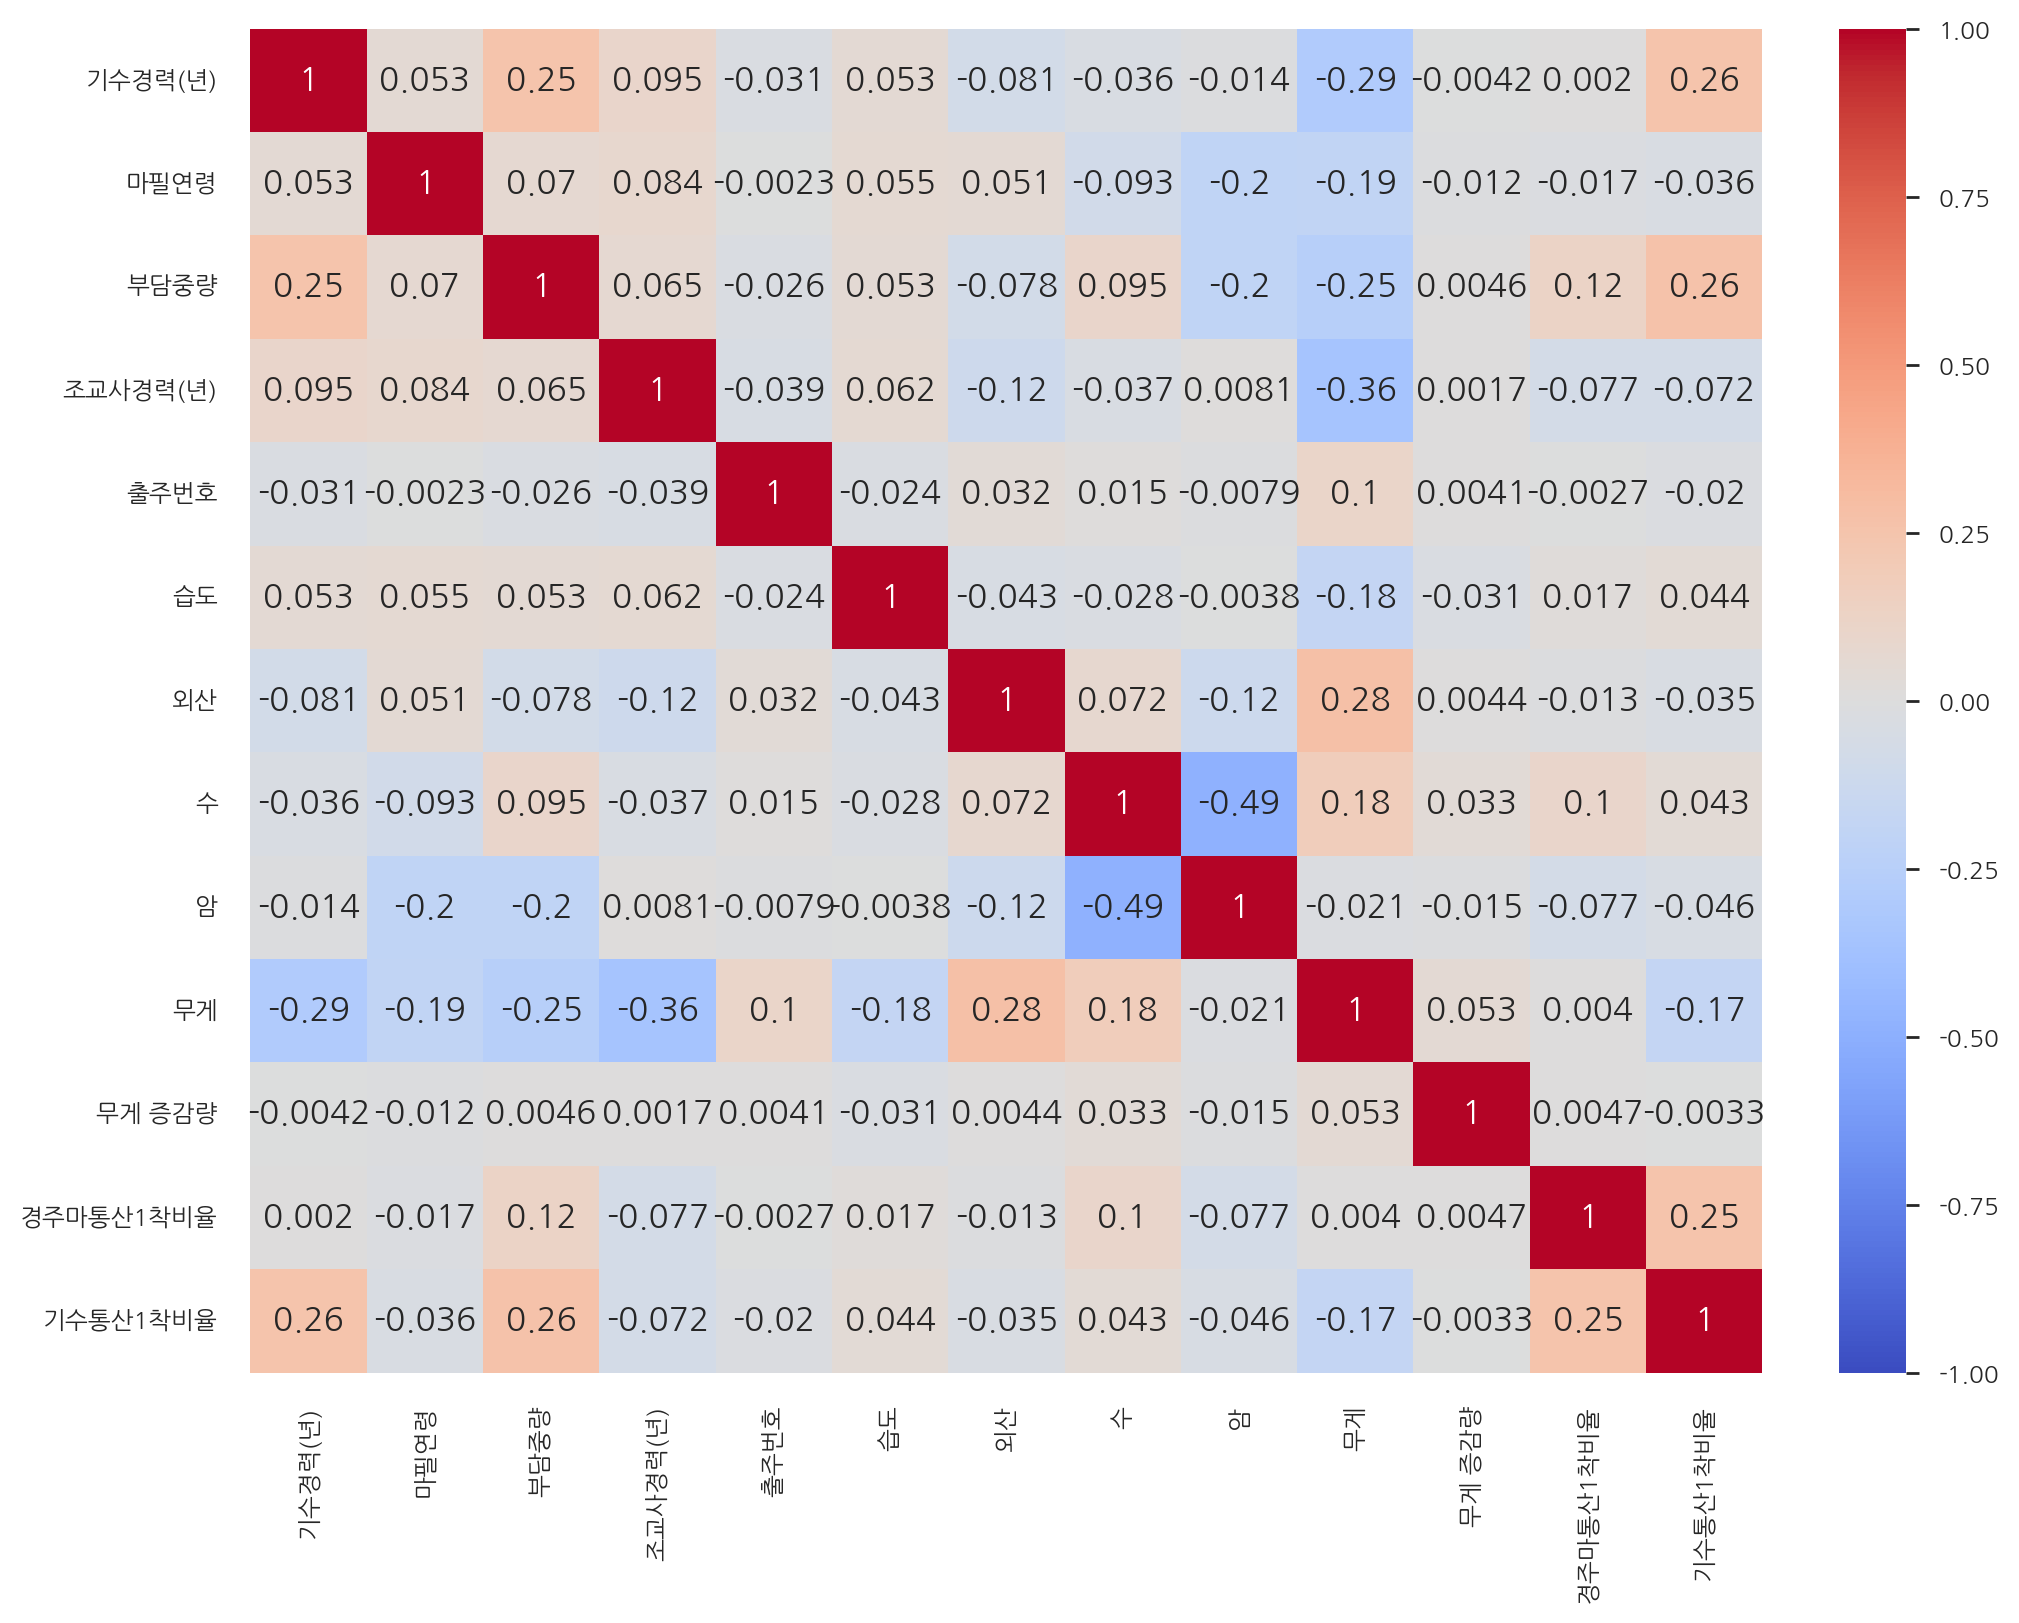 기수경력(년) 1 0.053 0.25 0.095 -0.031 0.053 -0.081 -0.036 -0.014 -0.29 -0.0042 0.002 0.26
마필연령 0.053 1 0.07 0.084 -0.0023 0.055 0.051 -0.093 -0.2 -0.19 -0.012 -0.017 -0.036
부담중량 0.25 0.07 1 0.065 -0.026 0.053 -0.078 0.095 -0.2 -0.25 0.0046 0.12 0.26
조교사경력(년) 0.095 0.084 0.065 1 -0.039 0.062 -0.12 -0.037 0.0081 -0.36 0.0017 -0.077 -0.072
출주번호 -0.031 -0.0023 -0.026 -0.039 1 -0.024 0.032 0.015 -0.0079 0.1 0.0041 -0.0027 -0.02
습도 0.053 0.055 0.053 0.062 -0.024 1 -0.043 -0.028 -0.0038 -0.18 -0.031 0.017 0.044
외산 -0.081 0.051 -0.078 -0.12 0.032 -0.043 1 0.072 -0.12 0.28 0.0044 -0.013 -0.035
수 -0.036 -0.093 0.095 -0.037 0.015 -0.028 0.072 1 -0.49 0.18 0.033 0.1 0.043
암 -0.014 -0.2 -0.2 0.0081 -0.0079 -0.0038 -0.12 -0.49 1 -0.021 -0.015 -0.077 -0.046
무게 -0.29 -0.19 -0.25 -0.36 0.1 -0.18 0.28 0.18 -0.021 1 0.053 0.004 -0.17
무게 증감량 -0.0042 -0.012 0.0046 0.0017 0.0041 -0.031 0.0044 0.033 -0.015 0.053 1 0.0047 -0.0033
경주마통산1착비율 0.002 -0.017 0.12 -0.077 -0.0027 0.017 -0.013 0.1 -0.077 0.004 0.0047 1 0.25
기수통산1착비율 0.26 -0.036 0.26 -0.072 -0.02 0.044 -0.035 0.043 -0.046 -0.17 -0.0033 0.25 1
기수경력(년)
마필연령
부담중량
조교사경력(년)
출주번호
습도
외산
수
암
무게
무게 증감량
경주마통산1착비율
기수통산1착비율
1.00
0.75
0.50
0.25
0.00
-0.25
-0.50
-0.75
-1.00